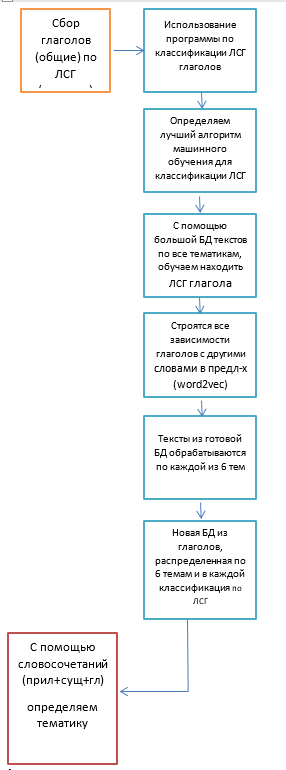 Сбор
глаголов
(общие) по
ЛСГ
Использование
программы по
классификации ЛСГ
глаголов
Определяем
лучший алгоритм
машинного
обучения для
классификации ЛСГ
С помощью
большой БД текстов
по все тематикам,
обучаем находить
ЛСГ глагола
Строятся все
зависимости
глаголов с другими
словами в предл-х
(word2vec)
Тексты из готовой
БД обрабатываются
по каждой из 6 тем
Новая БД из
глаголов,
распределенная по
6 темам и в каждой
классификация по
ЛСГ
С помощью
словосочетаний
(прил+сущ+гл)
определяем
тематику